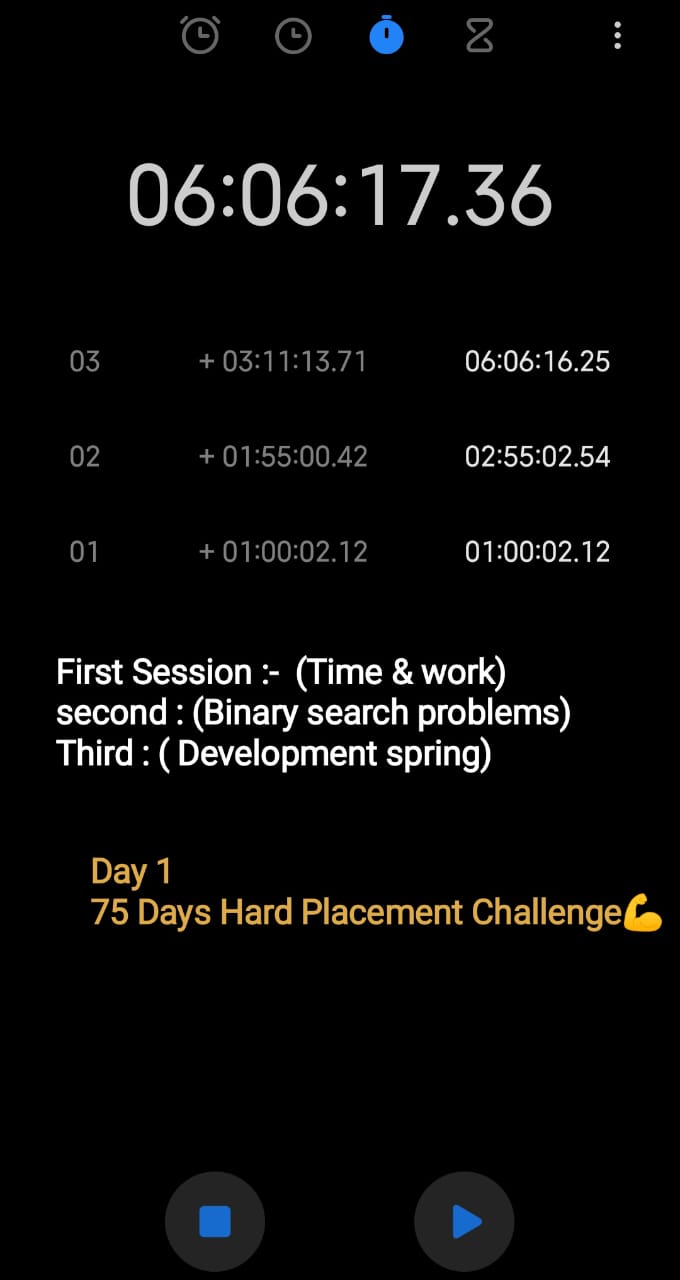 06:06:17.36
03 + 03:11:13.71 06:06:16.25
02 + 01:55:00.42 02:55:02.54
01 + 01:00:02.12 01:00:02.12
First Session :- (Time & work)
second : (Binary search problems)
Third : ( Development spring)
Day 1
75 Days Hard Placement Challenge💪